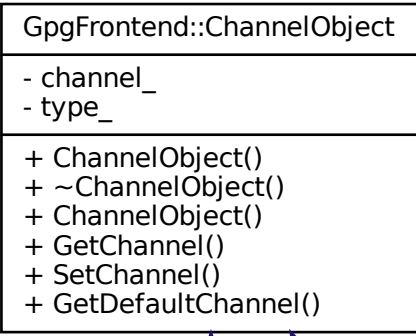 GpgFrontend::ChannelObject
- channel_
- type_
+ ChannelObject()
+ ~ChannelObject()
+ ChannelObject()
+ GetChannel()
+ SetChannel()
+ GetDefaultChannel()